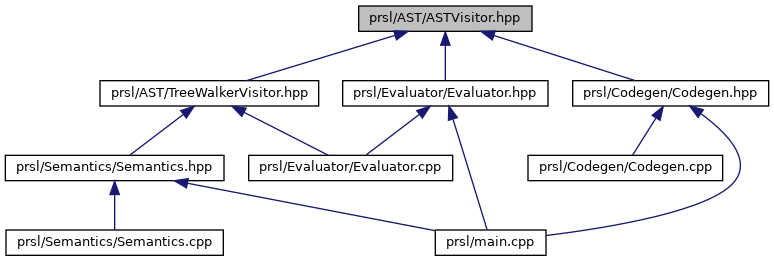 prsl/AST/ASTVisitor.hpp
prsl/AST/TreeWalkerVisitor.hpp
prsl/Evaluator/Evaluator.hpp
prsl/Codegen/Codegen.hpp
prsl/Semantics/Semantics.hpp
prsl/Evaluator/Evaluator.cpp
prsl/Codegen/Codegen.cpp
prsl/Semantics/Semantics.cpp
prsl/main.cpp